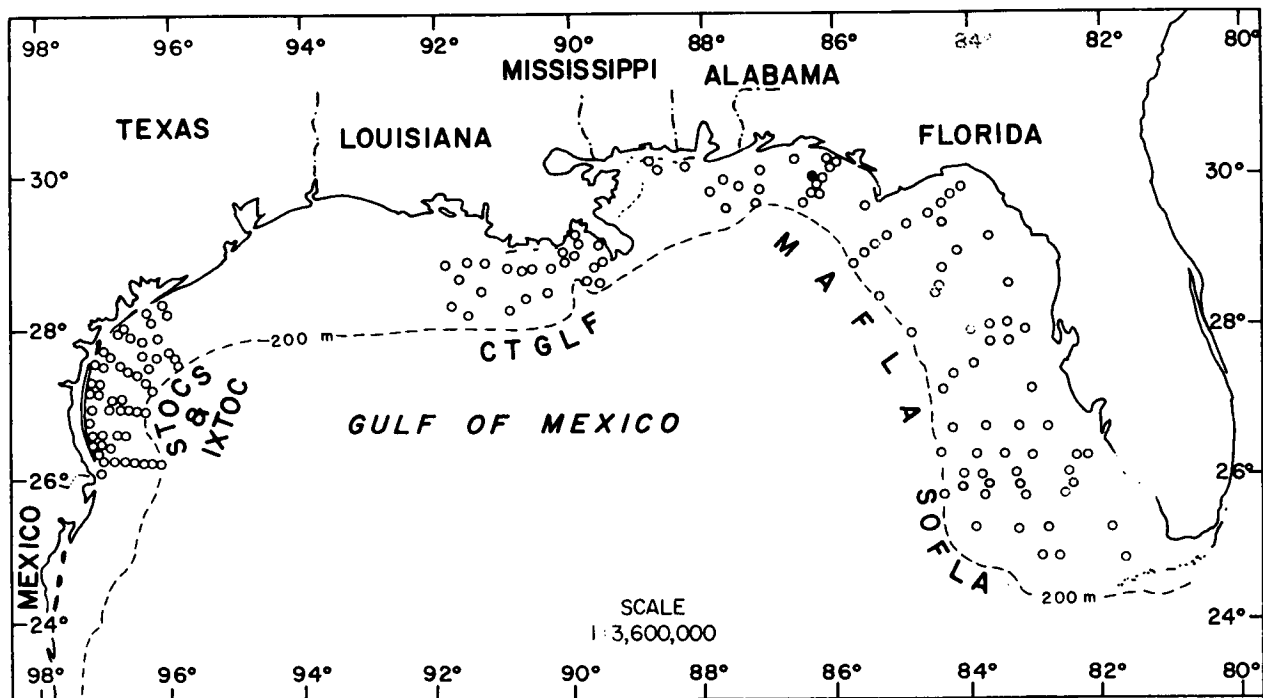 98° 96° 94° 92° 90° 88° 86° 84° 82° 80°
MISSISSIPPI ALABAMA
TEXAS LOUISIANA FLORIDA
30° 30°
28° 200 m 28°
CTGLF
MAFLA
STOCS
&
IXTOC
GULF OF MEXICO
26° 26°
SOFLA
MEXICO
200 m
24° 24°
SCALE
1:3,600,000
98° 96° 94° 92° 90° 88° 86° 84° 82° 80°